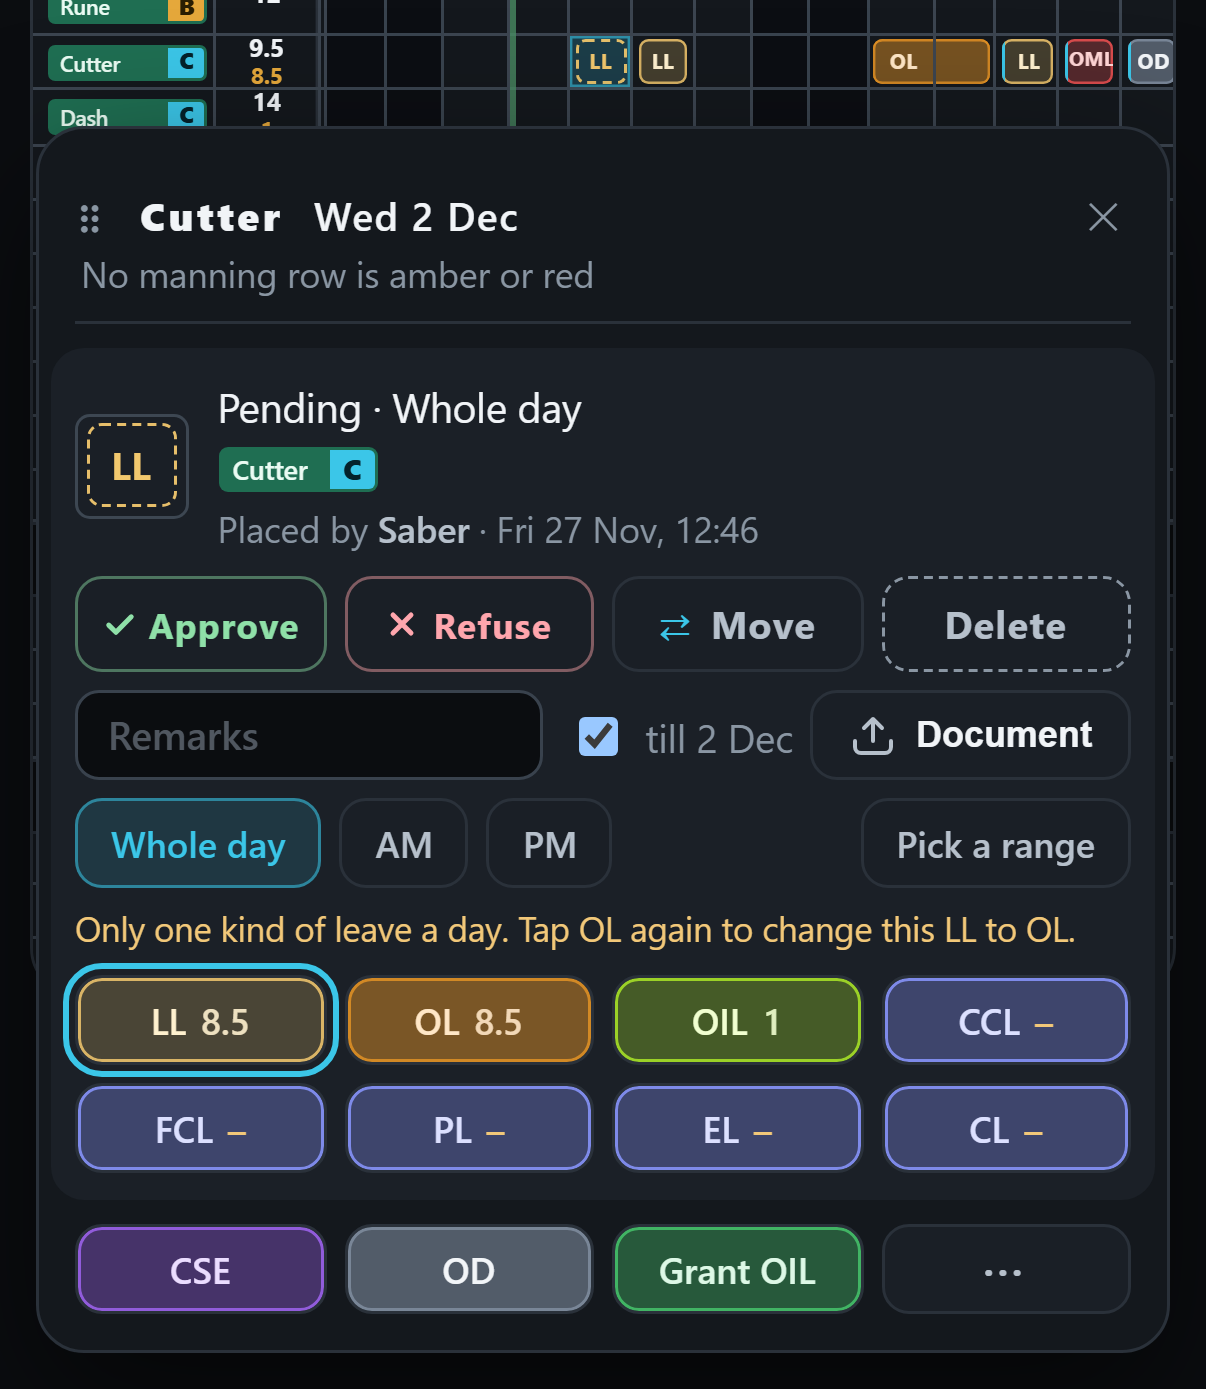 Rune B
Cutter C 9.5 LL LL OL LL OML OD
8.5
Dash C 14
Cutter Wed 2 Dec
No manning row is amber or red
LL
Pending · Whole day
Cutter C
Placed by Saber · Fri 27 Nov, 12:46
Approve Refuse Move Delete
Remarks till 2 Dec Document
Whole day AM PM Pick a range
Only one kind of leave a day. Tap OL again to change this LL to OL.
LL 8.5 OL 8.5 OIL 1 CCL –
FCL – PL – EL – CL –
CSE OD Grant OIL ...